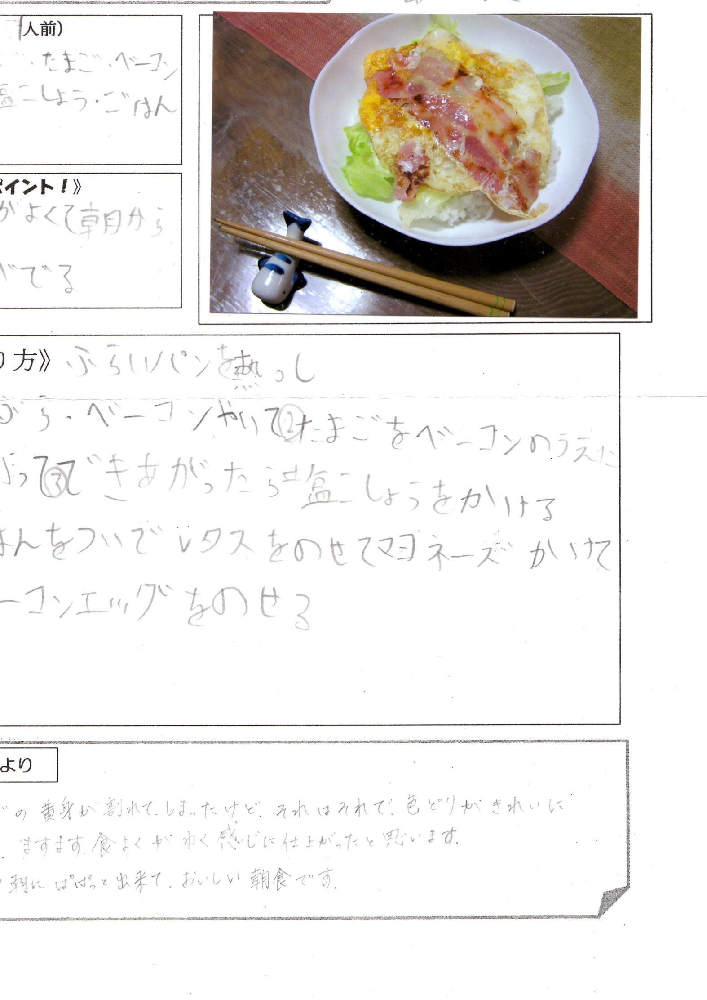 人前）
・たまご・ベーコン
塩こしょう・ごはん
ポイント！》
がよくて朝から
がでる
り方》ふらいパンを熱っし
ぶら・ベーコンやいて②たまごをベーコンのうえに
って③できあがったら塩こしょうをかける
はんをついでレタスをのせてマヨネーズかけて
ーコンエッグをのせる
より
の黄身が割れてしまったけど、それはそれで、色どりがきれいに
ますます食よくがわく感じに仕上がったと思います。
朝にぱぱっと出来て、おいしい朝食です。